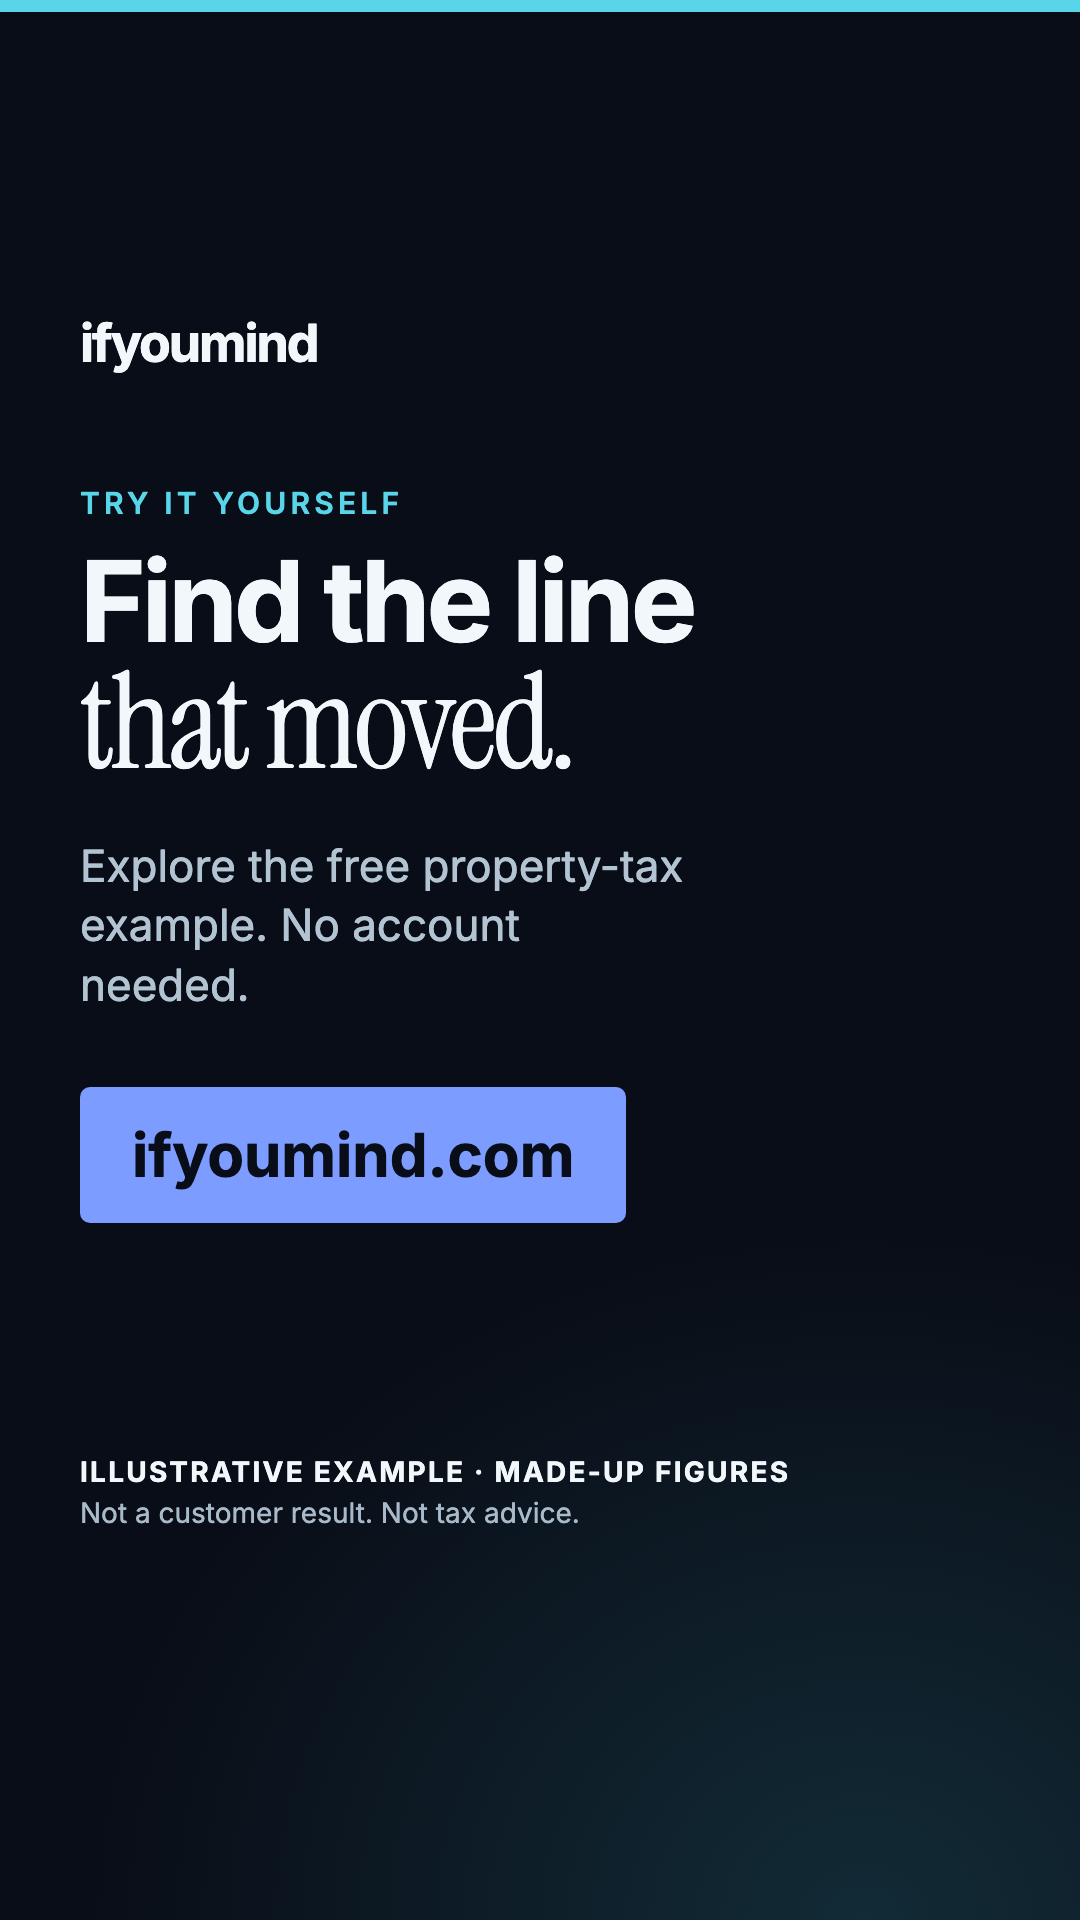 ifyoumind
TRY IT YOURSELF
Find the line
that moved.
Explore the free property-tax
example. No account
needed.
ifyoumind.com
ILLUSTRATIVE EXAMPLE · MADE-UP FIGURES
Not a customer result. Not tax advice.